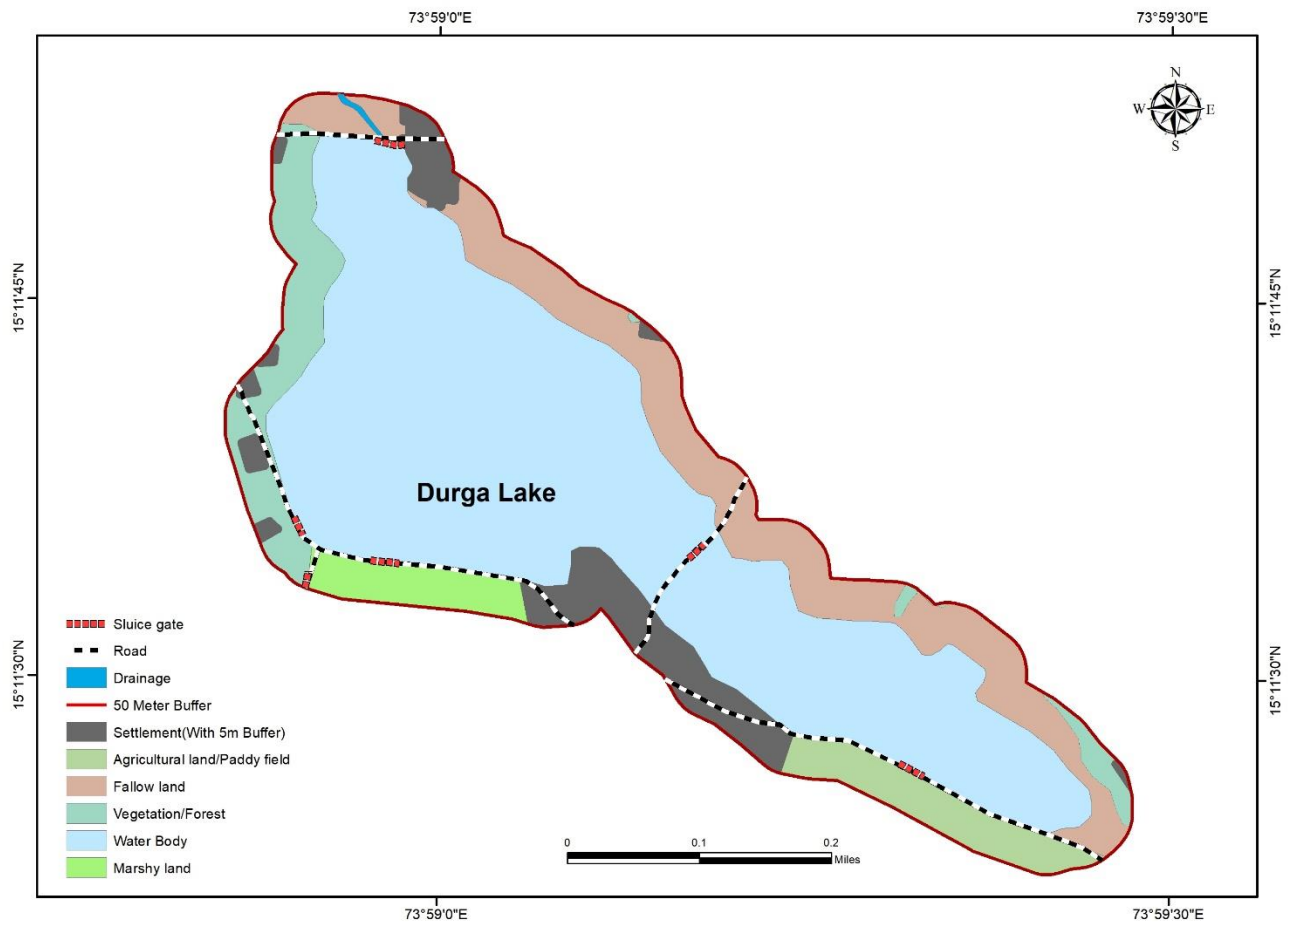 73°59'0"E
73°59'30"E
N
W
E
S
15°11'45"N
15°11'45"N
Durga Lake
15°11'30"N
15°11'30"N
Sluice gate
Road
Drainage
50 Meter Buffer
Settlement(With 5m Buffer)
Agricultural land/Paddy field
Fallow land
Vegetation/Forest
Water Body
Marshy land
0
0.1
0.2
Miles
73°59'0"E
73°59'30"E